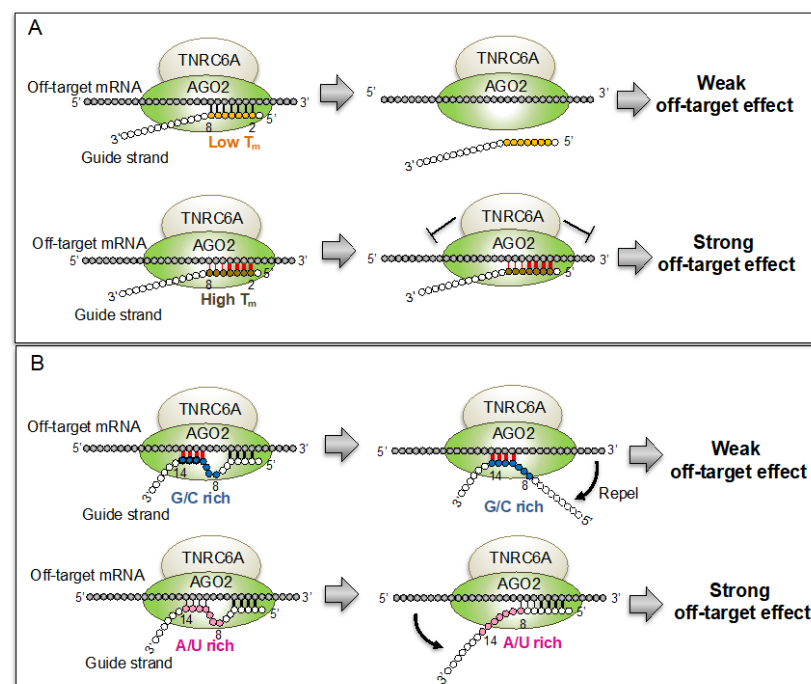 A
TNRC6A
TNRC6A
Off-target mRNA
AGO2
AGO2
Weak
off-target effect
5'
3'
5'
3'
8
2
5'
3'
Low Tm
Guide strand
3'
5'
TNRC6A
TNRC6A
Off-target mRNA
AGO2
AGO2
Strong
off-target effect
5'
3'
5'
3'
8
2
5'
5'
3'
High Tm
3'
Guide strand
B
TNRC6A
TNRC6A
Off-target mRNA
AGO2
AGO2
Weak
off-target effect
5'
3'
5'
3'
14
8
5'
14
8
Repel
3'
G/C rich
3'
G/C rich
5'
Guide strand
TNRC6A
TNRC6A
Off-target mRNA
AGO2
AGO2
Strong
off-target effect
5'
3'
5'
3'
14
8
5'
14
8
5'
3'
A/U rich
A/U rich
Guide strand
3'